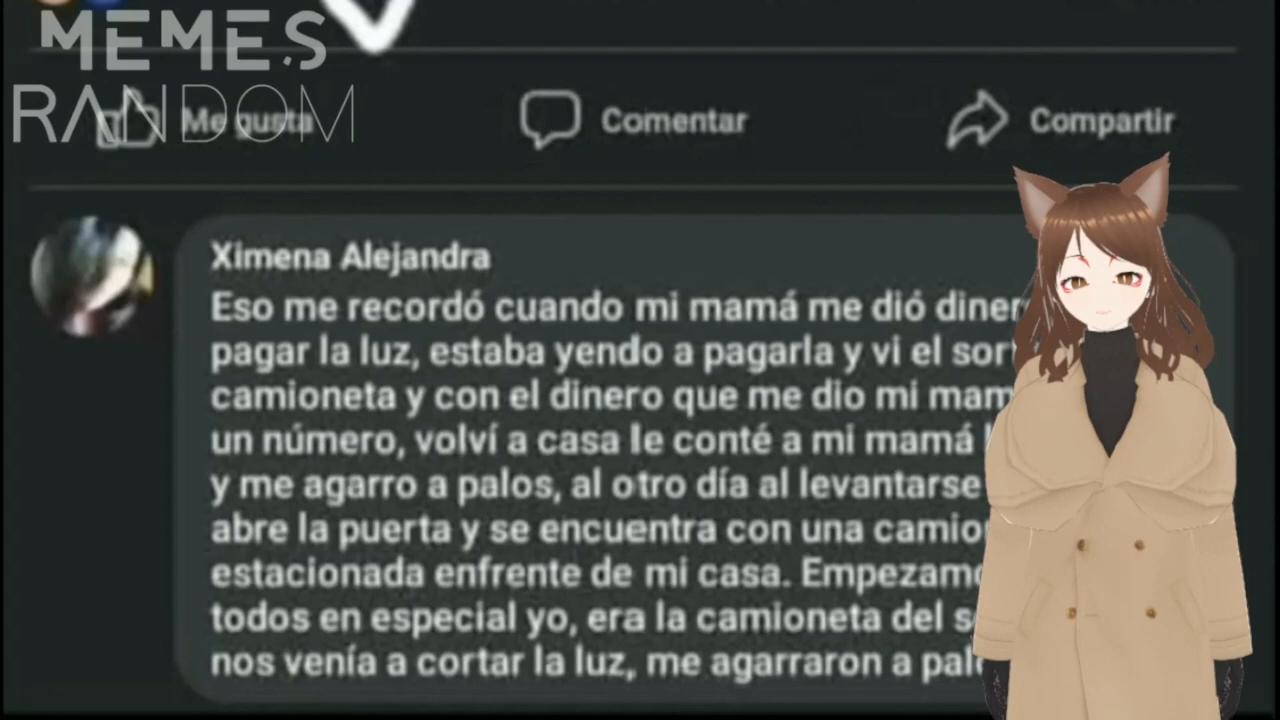 MEMES
RANDOM
Me gusta
Comentar
Compartir
Ximena Alejandra
Eso me recordó cuando mi mamá me dió
pagar la luz, estaba yendo a pagarla y vi el
camioneta y con el dinero que me dio mi
un número, volví a casa le conté a mi mamá
y me agarro a palos, al otro día al levantarse
abre la puerta y se encuentra con una
estacionada enfrente de mi casa.
todos en especial yo, era la camioneta del
nos venía a cortar la luz, me agarraron a